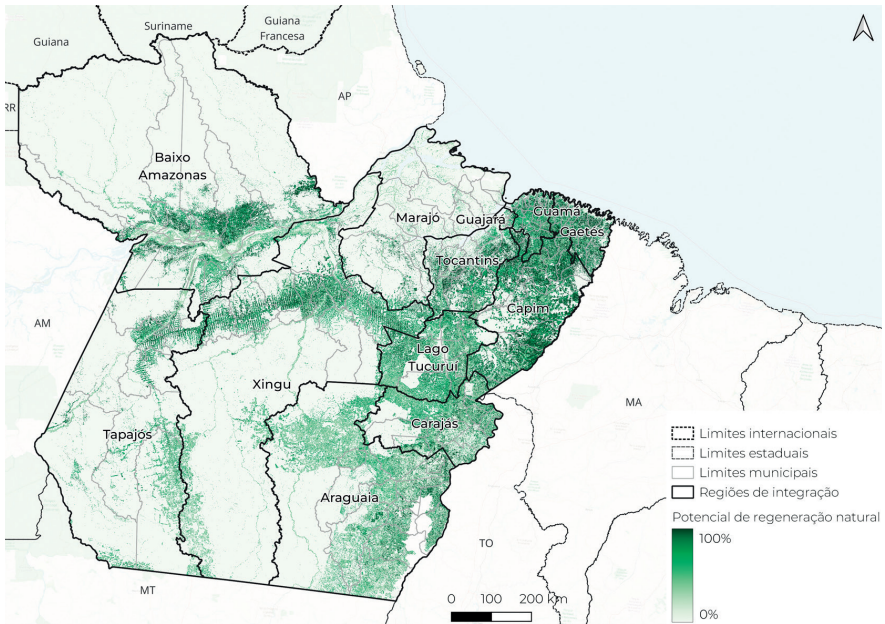 Suriname
Guiana
Francesa
Guiana
RR
AP
Baixo
Amazonas
Marajó
Guajará
Guamá
Caetés
Tocantins
Capim
AM
Lago
Tucuruí
Xingu
MA
Carajás
Tapajós
Araguaia
TO
MT
Limites internacionais
Limites estaduais
Limites municipais
Regiões de integração
Potencial de regeneração natural
100%
0%
0 100 200 km